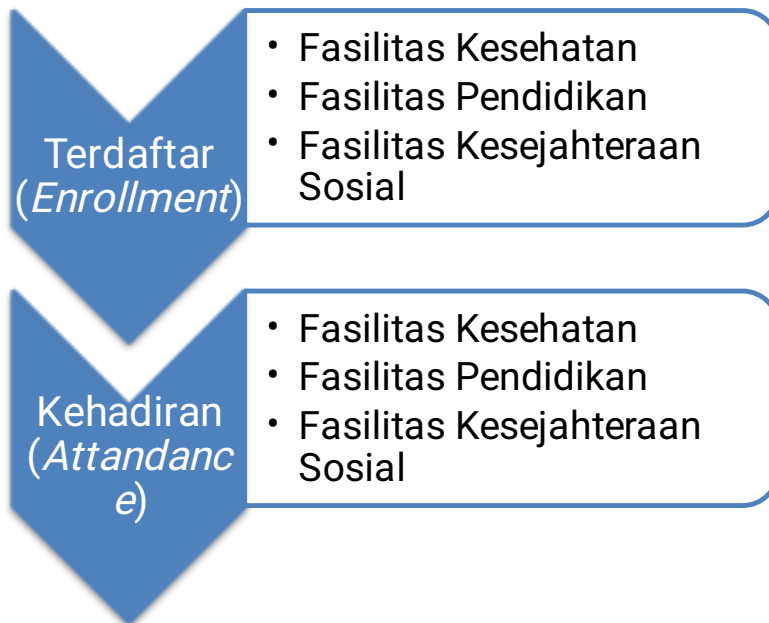 Terdaftar
(Enrollment)
• Fasilitas Kesehatan
• Fasilitas Pendidikan
• Fasilitas Kesejahteraan
Sosial
Kehadiran
(Attandanc
e)
• Fasilitas Kesehatan
• Fasilitas Pendidikan
• Fasilitas Kesejahteraan
Sosial